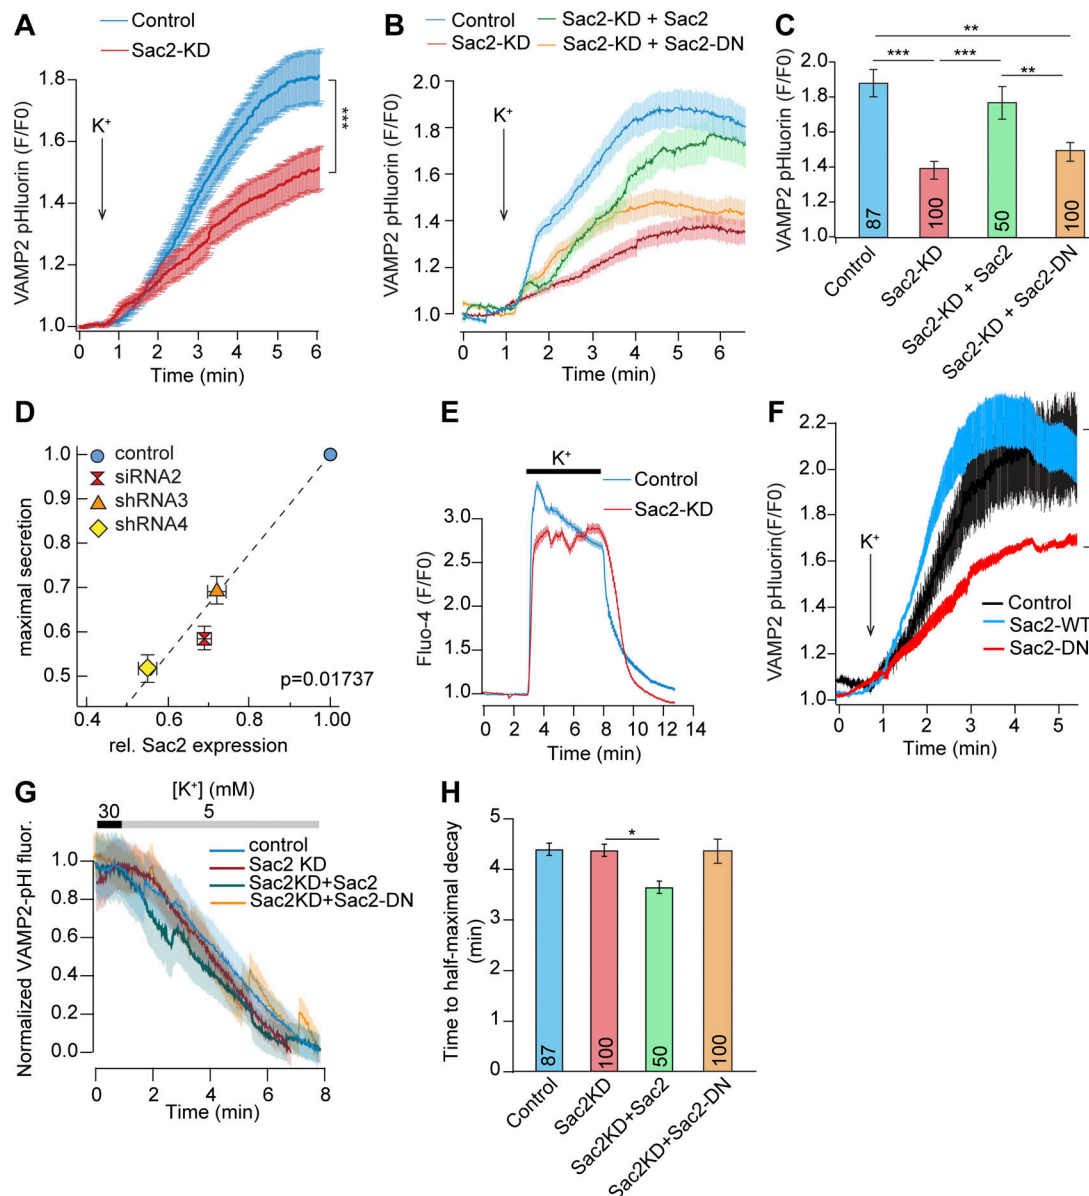 A
Control
Sac2-KD
K⁺
***
VAMP2 pHluorin (F/F0)
1.8
1.6
1.4
1.2
1.0
0 1 2 3 4 5 6
Time (min)
B
Control
Sac2-KD
Sac2-KD + Sac2
Sac2-KD + Sac2-DN
K⁺
VAMP2 pHluorin (F/F0)
2.0
1.8
1.6
1.4
1.2
1.0
0 1 2 3 4 5 6
Time (min)
C
**
*** ***
**
VAMP2 pHluorin (F/F0)
2.0
1.8
1.6
1.4
1.2
1.0
87 100 50 100
Control
Sac2-KD
Sac2-KD + Sac2
Sac2-KD + Sac2-DN
D
control
siRNA2
shRNA3
shRNA4
maximal secretion
1.0
0.9
0.8
0.7
0.6
0.5
p=0.01737
0.4 0.6 0.8 1.00
rel. Sac2 expression
E
K⁺
Control
Sac2-KD
Fluo-4 (F/F0)
3.0
2.0
1.0
0 2 4 6 8 10 12 14
Time (min)
F
K⁺
VAMP2 pHluorin(F/F0)
2.2
2.0
1.8
1.6
1.4
1.2
1.0
Control
Sac2-WT
Sac2-DN
0 1 2 3 4 5
Time (min)
G
[K⁺] (mM)
30 5
control
Sac2 KD
Sac2KD+Sac2
Sac2KD+Sac2-DN
Normalized VAMP2-pHl fluor.
1.0
0.8
0.6
0.4
0.2
0.0
0 2 4 6 8
Time (min)
H
*
Time to half-maximal decay
(min)
5
4
3
2
1
0
87 100 50 100
Control
Sac2KD
Sac2KD+Sac2
Sac2KD+Sac2-DN